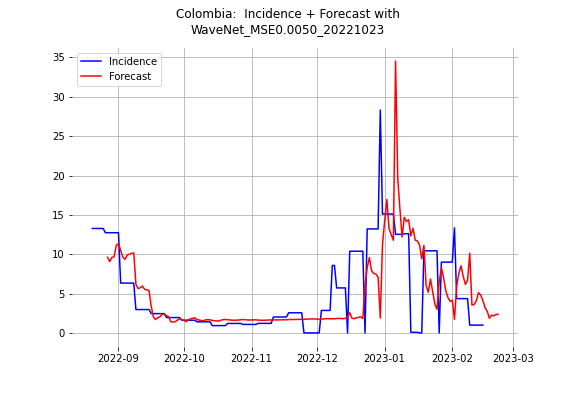 Colombia:  Incidence + Forecast with
WaveNet_MSE0.0050_20221023
Incidence
Forecast
35
30
25
20
15
10
5
0
2022-09 2022-10 2022-11 2022-12 2023-01 2023-02 2023-03